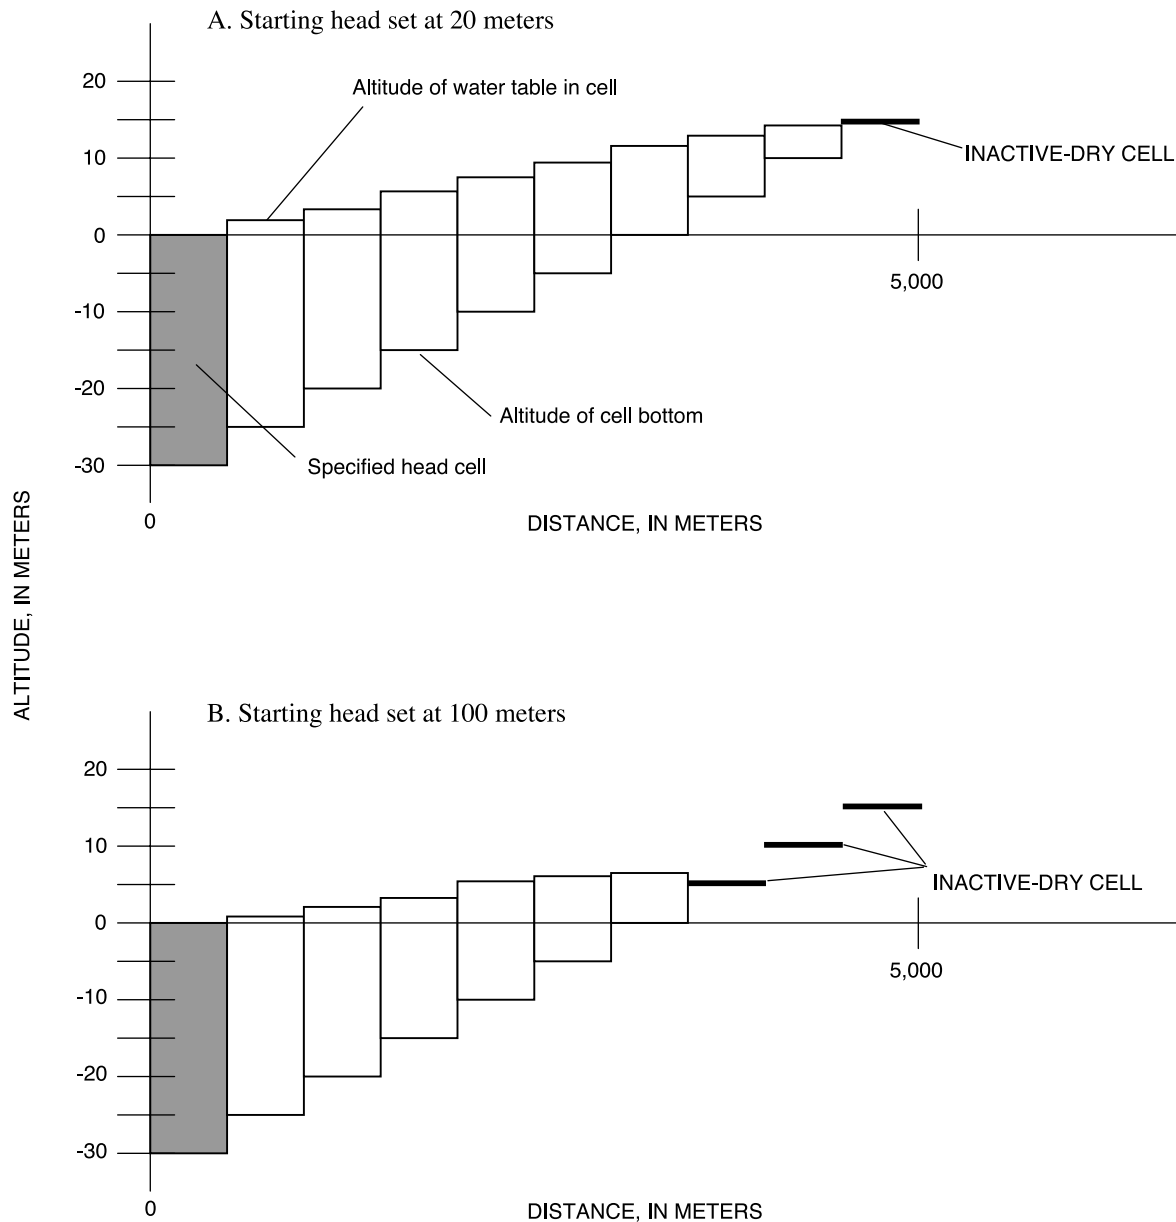 A. Starting head set at 20 meters
Altitude of water table in cell
20
10
INACTIVE-DRY CELL
0
5,000
-10
-20
Altitude of cell bottom
Specified head cell
-30
0
DISTANCE, IN METERS
ALTITUDE, IN METERS
B. Starting head set at 100 meters
20
10
INACTIVE-DRY CELL
0
5,000
-10
-20
-30
0
DISTANCE, IN METERS